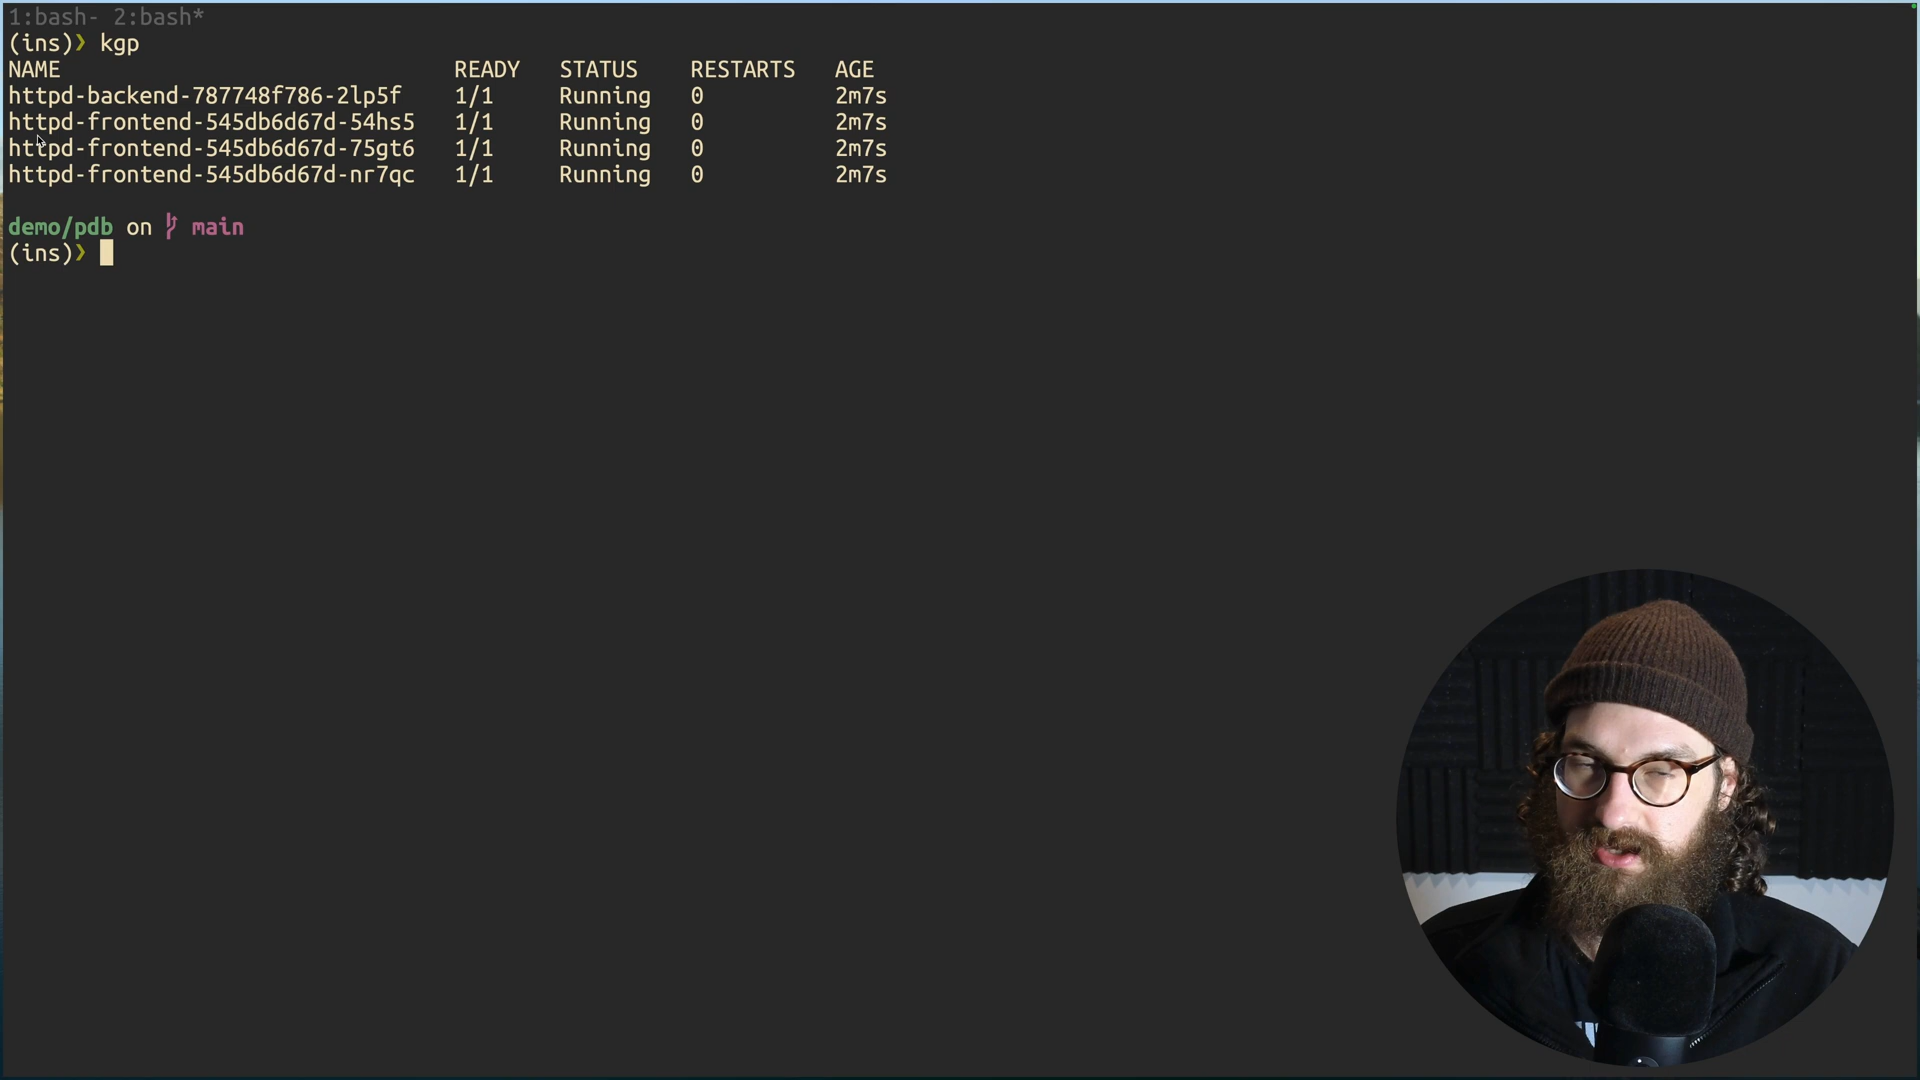 1:bash- 2:bash*
(ins)❯ kgp
NAME                              READY   STATUS    RESTARTS   AGE
httpd-backend-787748f786-2lp5f    1/1     Running   0          2m7s
httpd-frontend-545db6d67d-54hs5   1/1     Running   0          2m7s
httpd-frontend-545db6d67d-75gt6   1/1     Running   0          2m7s
httpd-frontend-545db6d67d-nr7qc   1/1     Running   0          2m7s
demo/pdb on main
(ins)❯